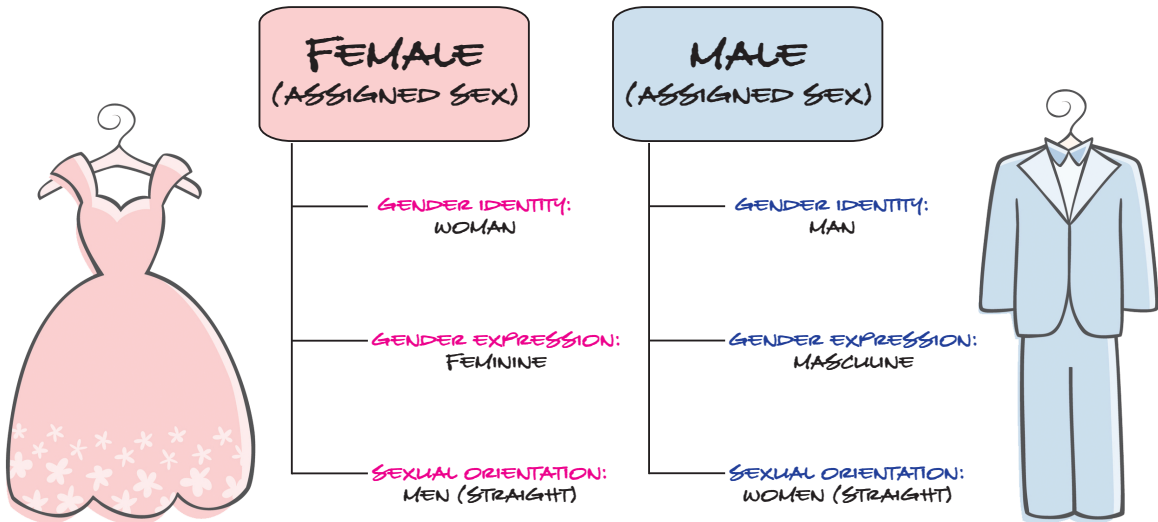 FEMALE
(ASSIGNED SEX)
GENDER IDENTITY:
WOMAN
GENDER EXPRESSION:
FEMININE
SEXUAL ORIENTATION:
MEN (STRAIGHT)
MALE
(ASSIGNED SEX)
GENDER IDENTITY:
MAN
GENDER EXPRESSION:
MASCULINE
SEXUAL ORIENTATION:
WOMEN (STRAIGHT)